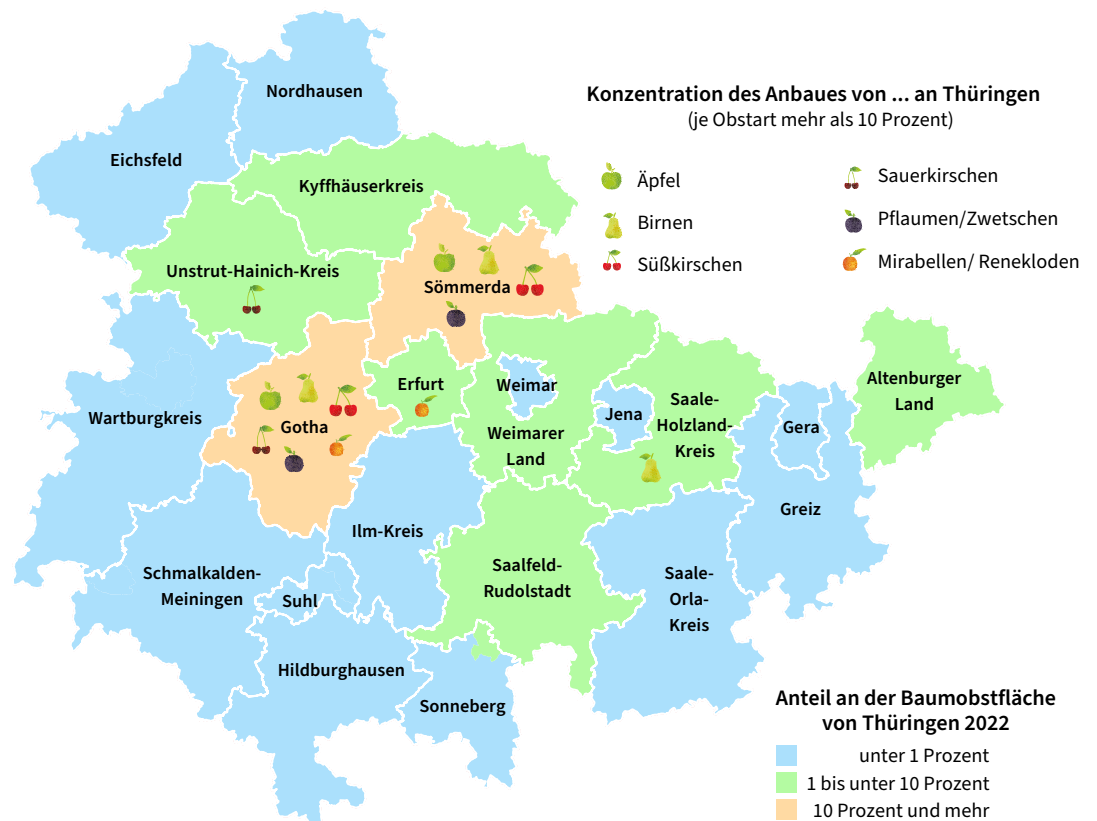 Nordhausen
Konzentration des Anbaues von ... an Thüringen
(je Obstart mehr als 10 Prozent)
Eichsfeld
Kyffhäuserkreis
Äpfel
Sauerkirschen
Birnen
Pflaumen/Zwetschen
Süßkirschen
Mirabellen/ Renekloden
Unstrut-Hainich-Kreis
Sömmerda
Wartburgkreis
Gotha
Erfurt
Weimar
Weimarer
Land
Jena
Saale-
Holzland-
Kreis
Gera
Altenburger
Land
Greiz
Ilm-Kreis
Schmalkalden-
Meiningen
Suhl
Saalfeld-
Rudolstadt
Saale-
Orla-
Kreis
Hildburghausen
Sonneberg
Anteil an der Baumobstfläche
von Thüringen 2022
unter 1 Prozent
1 bis unter 10 Prozent
10 Prozent und mehr